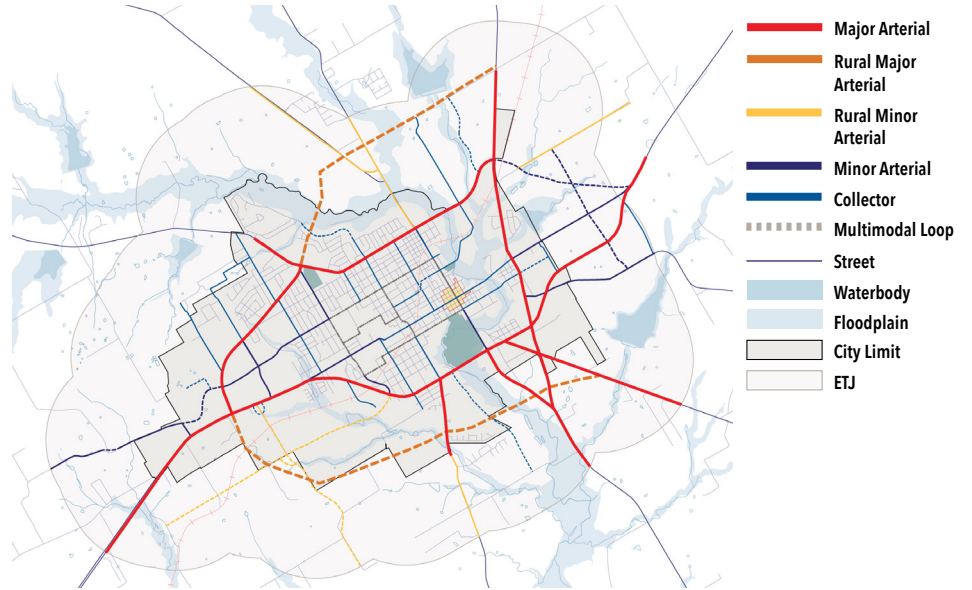 Major Arterial
Rural Major
Arterial
Rural Minor
Arterial
Minor Arterial
Collector
Multimodal Loop
Street
Waterbody
Floodplain
City Limit
ETJ